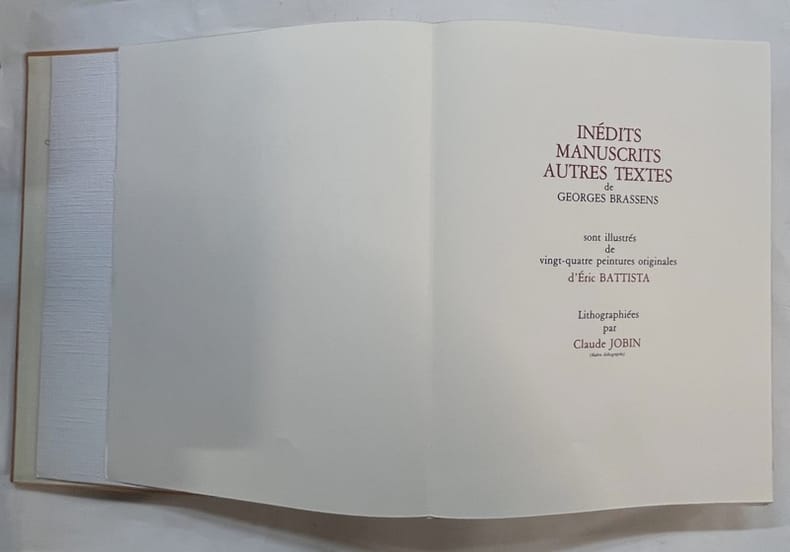 INÉDITS
MANUSCRITS
AUTRES TEXTES
de
GEORGES BRASSENS
sont illustrés
de
vingt-quatre peintures originales
d'Éric BATTISTA
Lithographiées
par
Claude JOBIN